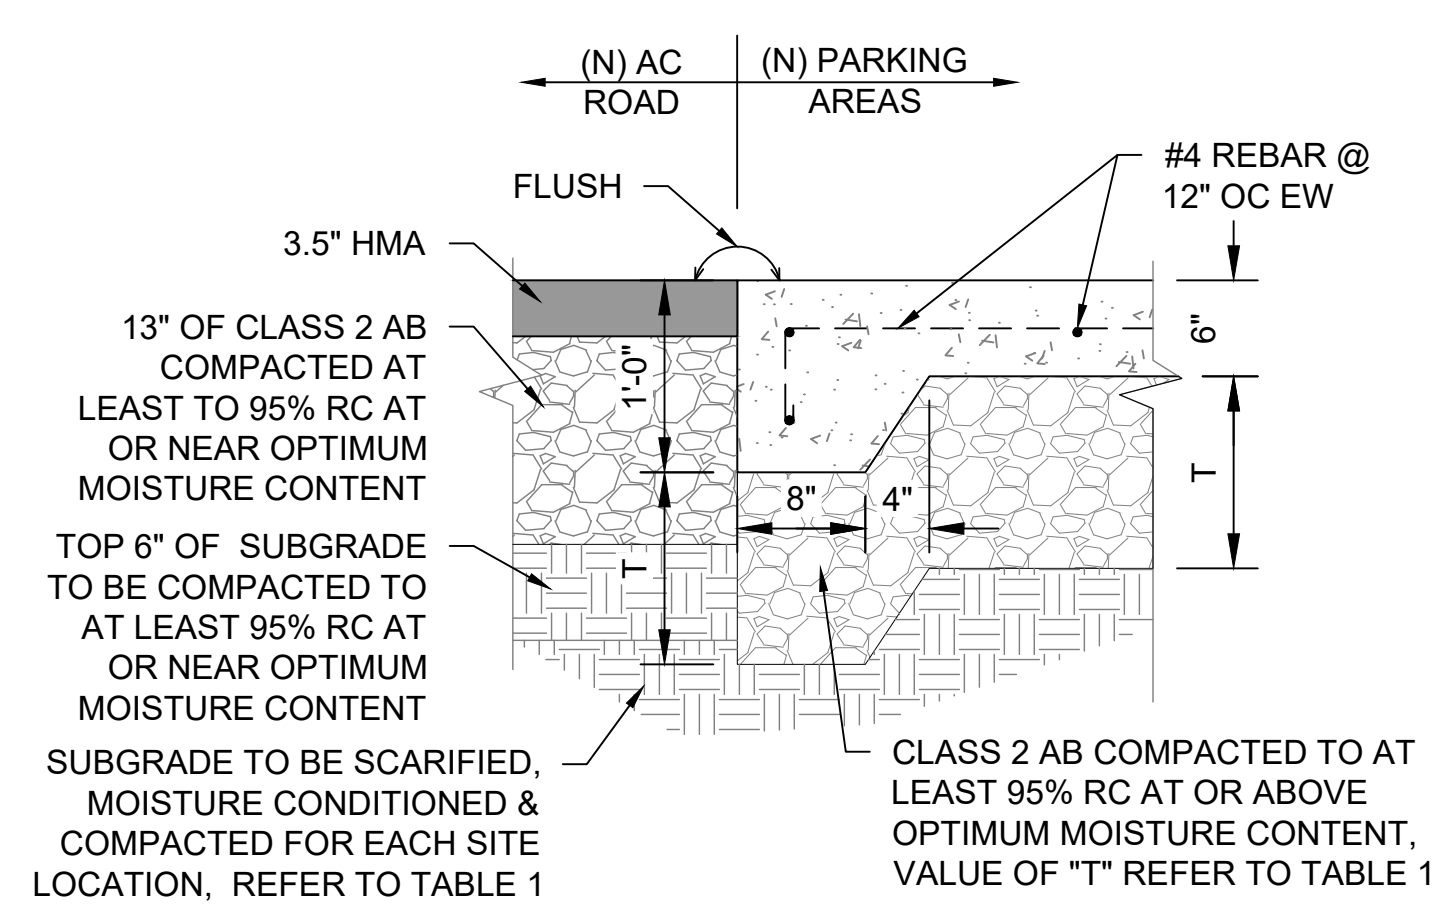 (N) AC
ROAD
(N) PARKING
AREAS
#4 REBAR @
12" OC EW
FLUSH
3.5" HMA
13" OF CLASS 2 AB
COMPACTED AT
LEAST TO 95% RC AT
OR NEAR OPTIMUM
MOISTURE CONTENT
1'-0"
6"
T
8"
4"
T
TOP 6" OF SUBGRADE
TO BE COMPACTED TO
AT LEAST 95% RC AT
OR NEAR OPTIMUM
MOISTURE CONTENT
SUBGRADE TO BE SCARIFIED,
MOISTURE CONDITIONED &
COMPACTED FOR EACH SITE
LOCATION, REFER TO TABLE 1
CLASS 2 AB COMPACTED TO AT
LEAST 95% RC AT OR ABOVE
OPTIMUM MOISTURE CONTENT,
VALUE OF "T" REFER TO TABLE 1